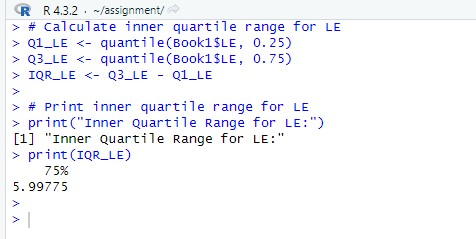 R 4.3.2 · ~/assignment/
> # Calculate inner quartile range for LE
> Q1_LE <- quantile(Book1$LE, 0.25)
> Q3_LE <- quantile(Book1$LE, 0.75)
> IQR_LE <- Q3_LE - Q1_LE
>
> # Print inner quartile range for LE
> print("Inner Quartile Range for LE:")
[1] "Inner Quartile Range for LE:"
> print(IQR_LE)
    75%
5.99775
>
>